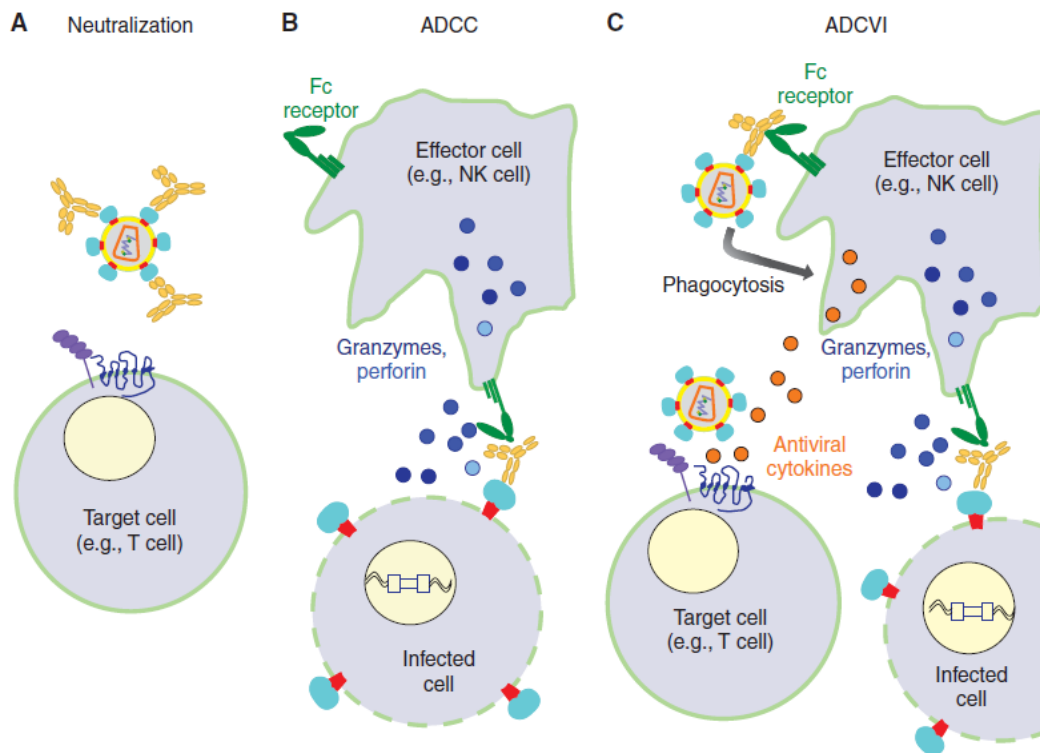 A
Neutralization
Target cell
(e.g., T cell)
B
ADCC
Fc
receptor
Effector cell
(e.g., NK cell)
Granzymes,
perforin
Infected
cell
C
ADCVI
Fc
receptor
Effector cell
(e.g., NK cell)
Phagocytosis
Granzymes,
perforin
Antiviral
cytokines
Target cell
(e.g., T cell)
Infected
cell